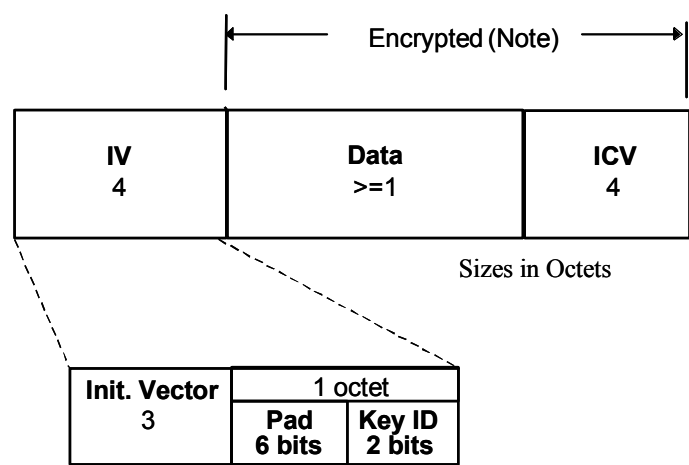 Encrypted (Note)
IV
4
Data
>=1
ICV
4
Sizes in Octets
Init. Vector
3
1 octet
Pad
6 bits
Key ID
2 bits